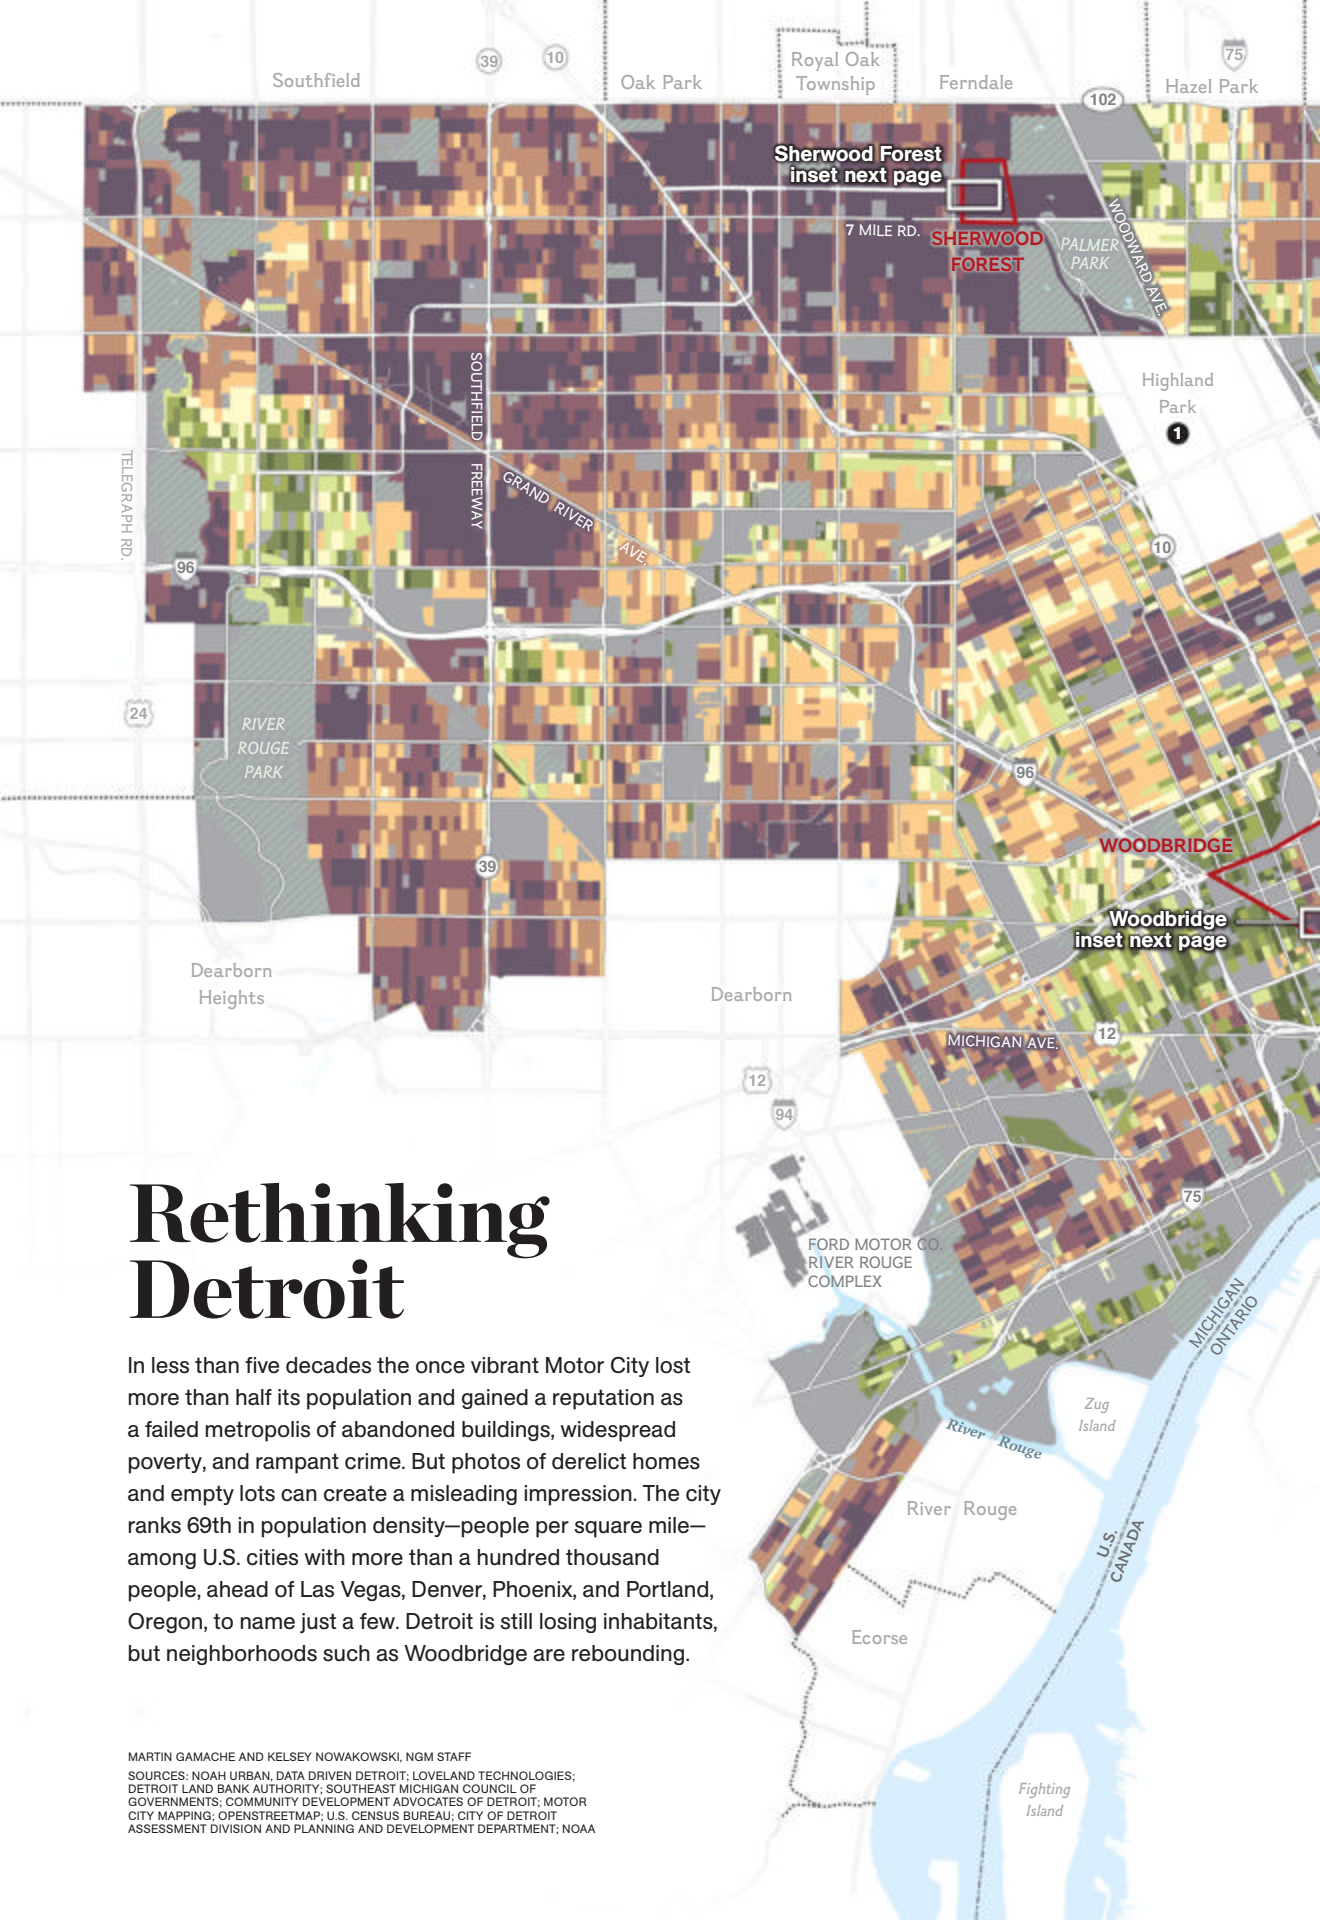 39
10
75
Southfield
Oak Park
Royal Oak
Township
Ferndale
Hazel Park
102
Sherwood Forest
inset next page
7 MILE RD.
SHERWOOD
FOREST
PALMER
PARK
WOODWARD AVE.
Highland
Park
1
SOUTHFIELD
FREEWAY
TELEGRAPH RD.
GRAND RIVER
AVE.
96
10
24
RIVER
ROUGE
PARK
96
WOODBRIDGE
39
Woodbridge
inset next page
Dearborn
Heights
Dearborn
MICHIGAN AVE.
12
12
94
75
FORD MOTOR CO.
RIVER ROUGE
COMPLEX
MICHIGAN
ONTARIO
Zug
Island
River Rouge
River Rouge
U.S.
CANADA
Ecorse
Fighting
Island
Rethinking
Detroit
In less than five decades the once vibrant Motor City lost
more than half its population and gained a reputation as
a failed metropolis of abandoned buildings, widespread
poverty, and rampant crime. But photos of derelict homes
and empty lots can create a misleading impression. The city
ranks 69th in population density—people per square mile—
among U.S. cities with more than a hundred thousand
people, ahead of Las Vegas, Denver, Phoenix, and Portland,
Oregon, to name just a few. Detroit is still losing inhabitants,
but neighborhoods such as Woodbridge are rebounding.
MARTIN GAMACHE AND KELSEY NOWAKOWSKI, NGM STAFF
SOURCES: NOAH URBAN, DATA DRIVEN DETROIT; LOVELAND TECHNOLOGIES;
DETROIT LAND BANK AUTHORITY; SOUTHEAST MICHIGAN COUNCIL OF
GOVERNMENTS; COMMUNITY DEVELOPMENT ADVOCATES OF DETROIT; MOTOR
CITY MAPPING; OPENSTREETMAP; U.S. CENSUS BUREAU; CITY OF DETROIT
ASSESSMENT DIVISION AND PLANNING AND DEVELOPMENT DEPARTMENT; NOAA